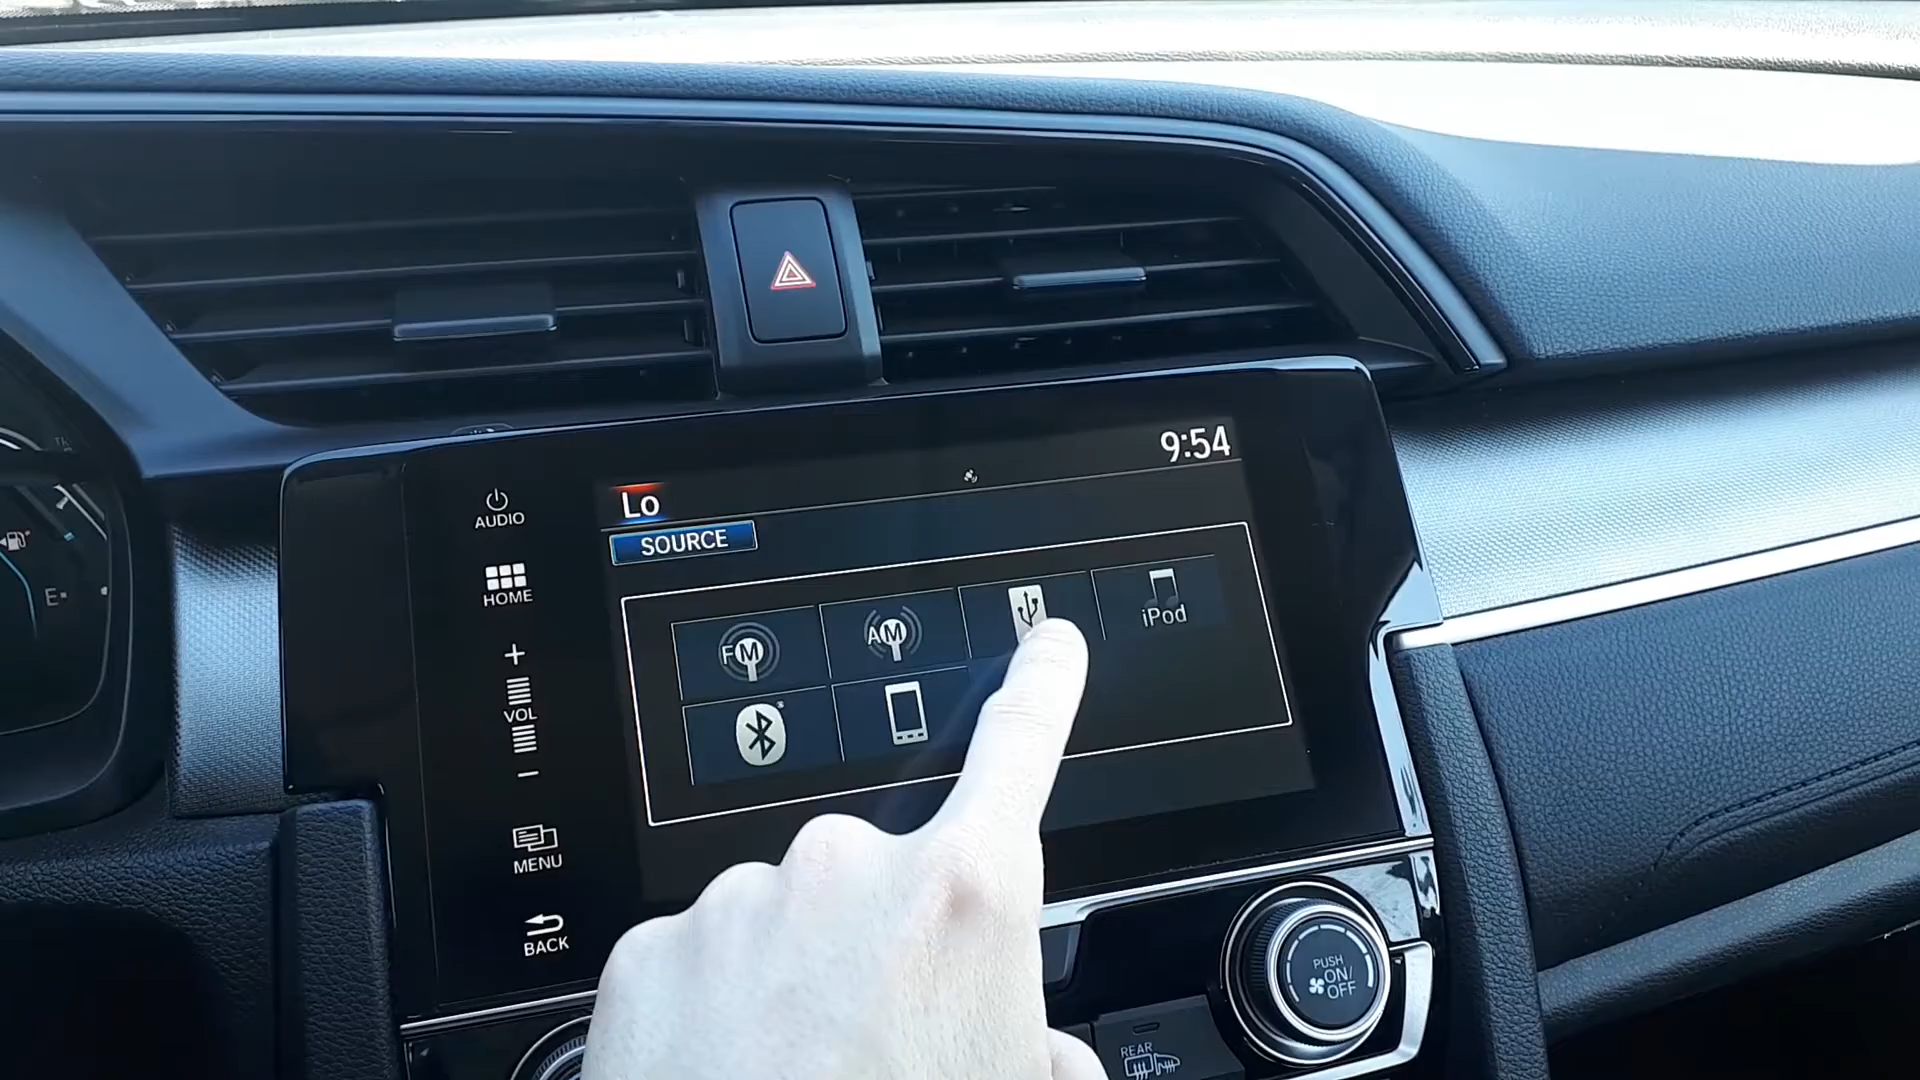 9:54
Lo
AUDIO
SOURCE
HOME
FM
AM
iPod
VOL
MENU
BACK
E
PUSH
ON/
OFF
REAR